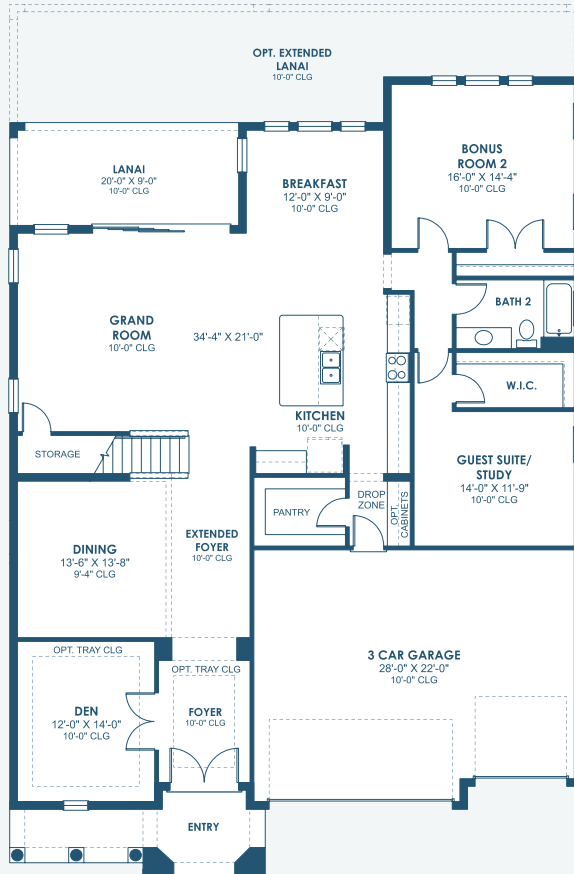 OPT. EXTENDED
LANAI
10'-0" CLG
LANAI
20'-0" X 9'-0"
10'-0" CLG
BREAKFAST
12'-0" X 9'-0"
10'-0" CLG
BONUS
ROOM 2
16'-0" X 14'-4"
10'-0" CLG
BATH 2
GRAND
ROOM
10'-0" CLG
34'-4" X 21'-0"
W.I.C.
KITCHEN
10'-0" CLG
STORAGE
GUEST SUITE/
STUDY
14'-0" X 11'-9"
10'-0" CLG
PANTRY
DROP
ZONE
OPT.
CABINETS
EXTENDED
FOYER
10'-0" CLG
DINING
13'-6" X 13'-8"
9'-4" CLG
OPT. TRAY CLG
OPT. TRAY CLG
3 CAR GARAGE
28'-0" X 22'-0"
10'-0" CLG
DEN
12'-0" X 14'-0"
10'-0" CLG
FOYER
10'-0" CLG
ENTRY